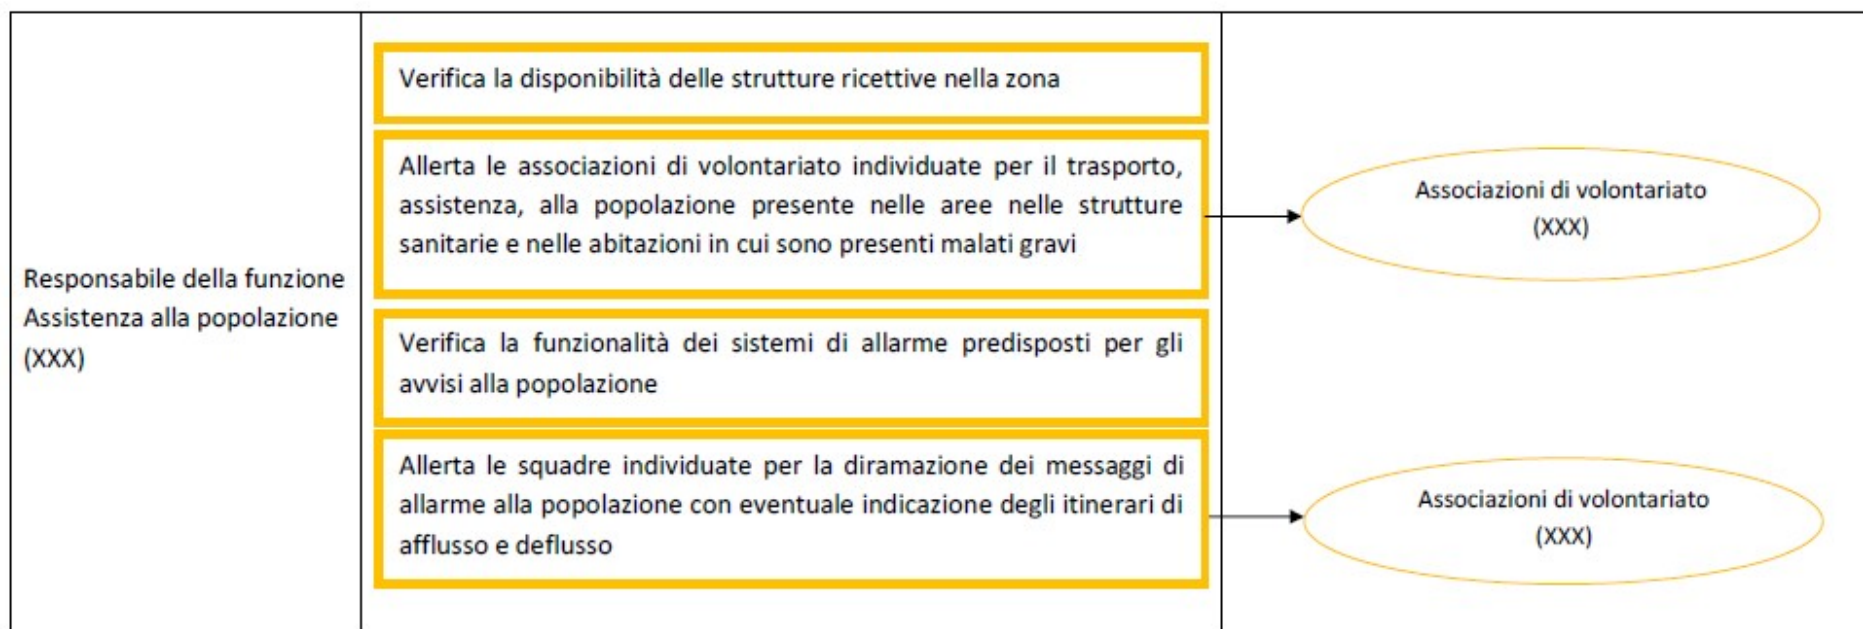 Responsabile della funzione
Assistenza alla popolazione
(XXX)
Verifica la disponibilità delle strutture ricettive nella zona
Allerta le associazioni di volontariato individuate per il trasporto,
assistenza, alla popolazione presente nelle aree nelle strutture
sanitarie e nelle abitazioni in cui sono presenti malati gravi
Associazioni di volontariato
(XXX)
Verifica la funzionalità dei sistemi di allarme predisposti per gli
avvisi alla popolazione
Allerta le squadre individuate per la diramazione dei messaggi di
allarme alla popolazione con eventuale indicazione degli itinerari di
afflusso e deflusso
Associazioni di volontariato
(XXX)